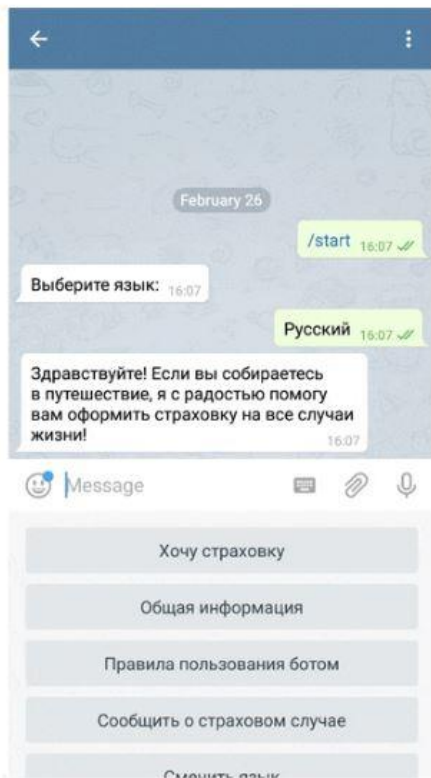 February 26
/start 16:07
Выберите язык: 16:07
Русский 16:07
Здравствуйте! Если вы собираетесь
в путешествие, я с радостью помогу
вам оформить страховку на все случаи
жизни! 16:07
Message
Хочу страховку
Общая информация
Правила пользования ботом
Сообщить о страховом случае
Сменить язык